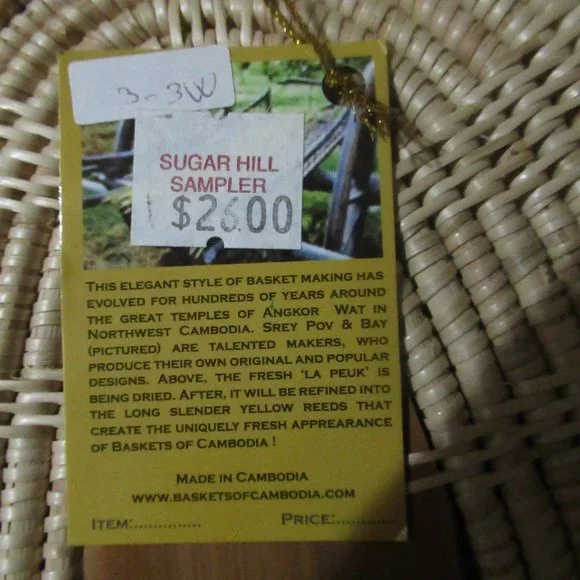 3-3W
SUGAR HILL
SAMPLER
$26.00
THIS ELEGANT STYLE OF BASKET MAKING HAS
EVOLVED FOR HUNDREDS OF YEARS AROUND
THE GREAT TEMPLES OF ANGKOR WAT IN
NORTHWEST CAMBODIA. SREY POV & BAY
(PICTURED) ARE TALENTED MAKERS, WHO
PRODUCE THEIR OWN ORIGINAL AND POPULAR
DESIGNS. ABOVE, THE FRESH 'LA PEUK' IS
BEING DRIED. AFTER, IT WILL BE REFINED INTO
THE LONG SLENDER YELLOW REEDS THAT
CREATE THE UNIQUELY FRESH APPREARANCE
OF BASKETS OF CAMBODIA !
MADE IN CAMBODIA
WWW.BASKETSOFCAMBODIA.COM
ITEM:............... PRICE:.............